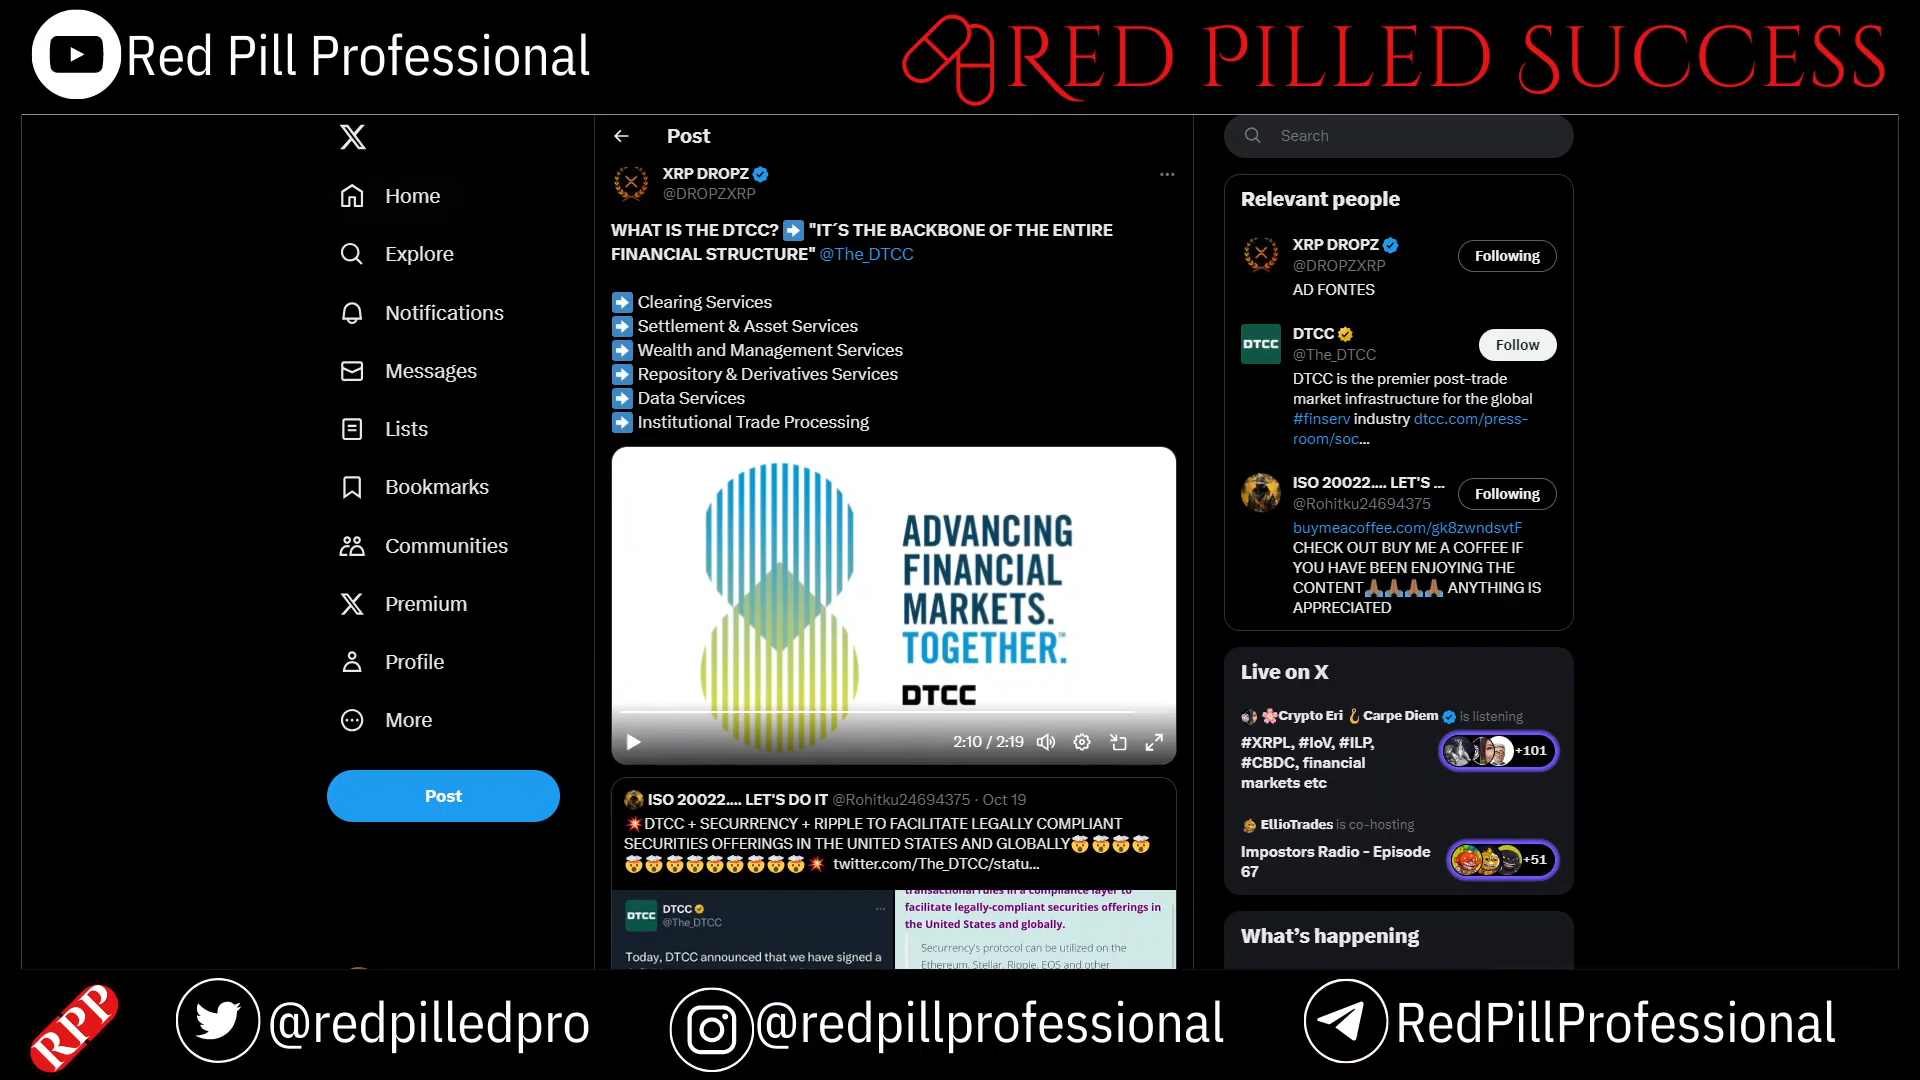 Red Pill Professional
RED PILLED SUCCESS
Home
Explore
Notifications
Messages
Lists
Bookmarks
Communities
Premium
Profile
More
Post
Post
XRP DROPZ
@DROPZXRP
WHAT IS THE DTCC? ➡ "IT´S THE BACKBONE OF THE ENTIRE
FINANCIAL STRUCTURE" @The_DTCC
➡ Clearing Services
➡ Settlement & Asset Services
➡ Wealth and Management Services
➡ Repository & Derivatives Services
➡ Data Services
➡ Institutional Trade Processing
ADVANCING
FINANCIAL
MARKETS.
TOGETHER.™
DTCC
2:10 / 2:19
ISO 20022.... LET'S DO IT @Rohitku24694375 · Oct 19
💥DTCC + SECURRENCY + RIPPLE TO FACILITATE LEGALLY COMPLIANT
SECURITIES OFFERINGS IN THE UNITED STATES AND GLOBALLY🤯🤯🤯🤯
🤯🤯🤯🤯🤯🤯🤯🤯🤯💥 twitter.com/The_DTCC/statu...
DTCC
DTCC
@The_DTCC
Today, DTCC announced that we have signed a
transactional rules in a compliance layer to
facilitate legally-compliant securities offerings in
the United States and globally.
Securrency's protocol can be utilized on the
Ethereum, Stellar, Ripple, EOS and other
Search
Relevant people
XRP DROPZ
@DROPZXRP
Following
AD FONTES
DTCC
DTCC
@The_DTCC
Follow
DTCC is the premier post-trade
market infrastructure for the global
#finserv industry dtcc.com/press-
room/soc...
ISO 20022.... LET'S ...
@Rohitku24694375
Following
buymeacoffee.com/gk8zwndsvtF
CHECK OUT BUY ME A COFFEE IF
YOU HAVE BEEN ENJOYING THE
CONTENT🙏🏾🙏🏾🙏🏾🙏🏾 ANYTHING IS
APPRECIATED
Live on X
🌸Crypto Eri 🪝Carpe Diem is listening
#XRPL, #IoV, #ILP,
#CBDC, financial
markets etc
+101
EllioTrades is co-hosting
Impostors Radio - Episode
67
+51
What's happening
RPP
@redpilledpro
@redpillprofessional
RedPillProfessional